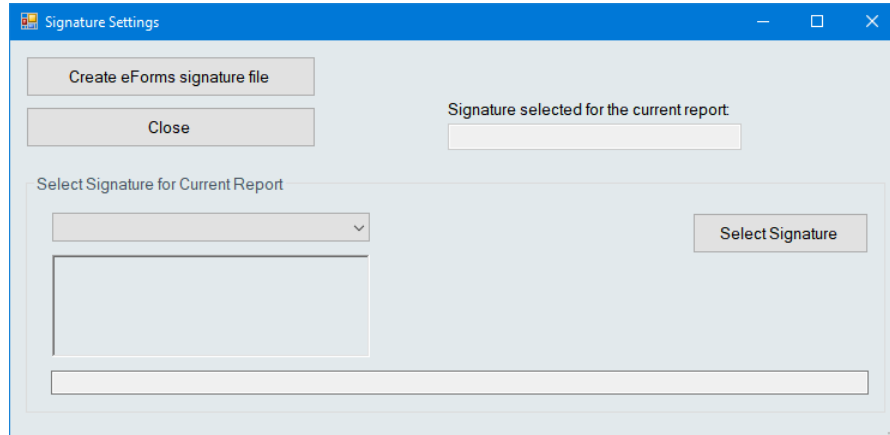 Signature Settings
Create eForms signature file
Close
Signature selected for the current report:
Select Signature for Current Report
Select Signature